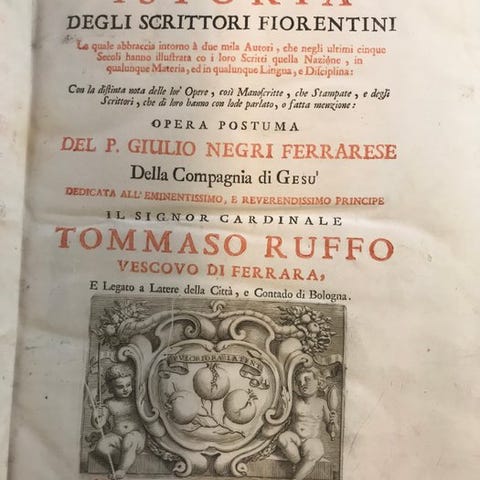 ISTORIA
DEGLI SCRITTORI FIORENTINI
La quale abbraccia intorno à due mila Autori, che negli ultimi cinque
Secoli hanno illustrata co i loro Scritti quella Nazione, in
qualunque Materia, ed in qualunque Lingua, e Disciplina:
Con la distinta nota delle lor' Opere, così Manoscritte, che Stampate, e degli
Scrittori, che di loro hanno con lode parlato, o fatta menzione:
OPERA POSTUMA
DEL P. GIULIO NEGRI FERRARESE
Della Compagnia di GESU'
DEDICATA ALL'EMINENTISSIMO, E REVERENDISSIMO PRINCIPE
IL SIGNOR CARDINALE
TOMMASO RUFFO
VESCOVO DI FERRARA,
E Legato a Latere della Città, e Contado di Bologna.